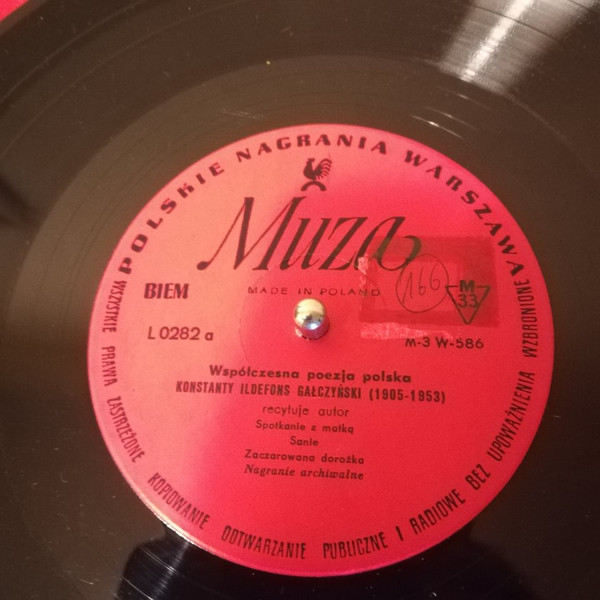 POLSKIE NAGRANIA WARSZAWA
Muza
MADE IN POLAND
166
BIEM
M
33
L 0282 a
M-3 W-586
Współczesna poezja polska
KONSTANTY ILDEFONS GAŁCZYŃSKI (1905-1953)
recytuje autor
Spotkanie z matką
Sanie
Zaczarowana dorożka
Nagranie archiwalne
WSZYSTKIE PRAWA ZASTRZEŻONE KOPIOWANIE ODTWARZANIE PUBLICZNE I RADIOWE BEZ UPOWAŻNIENIA WZBRONIONE